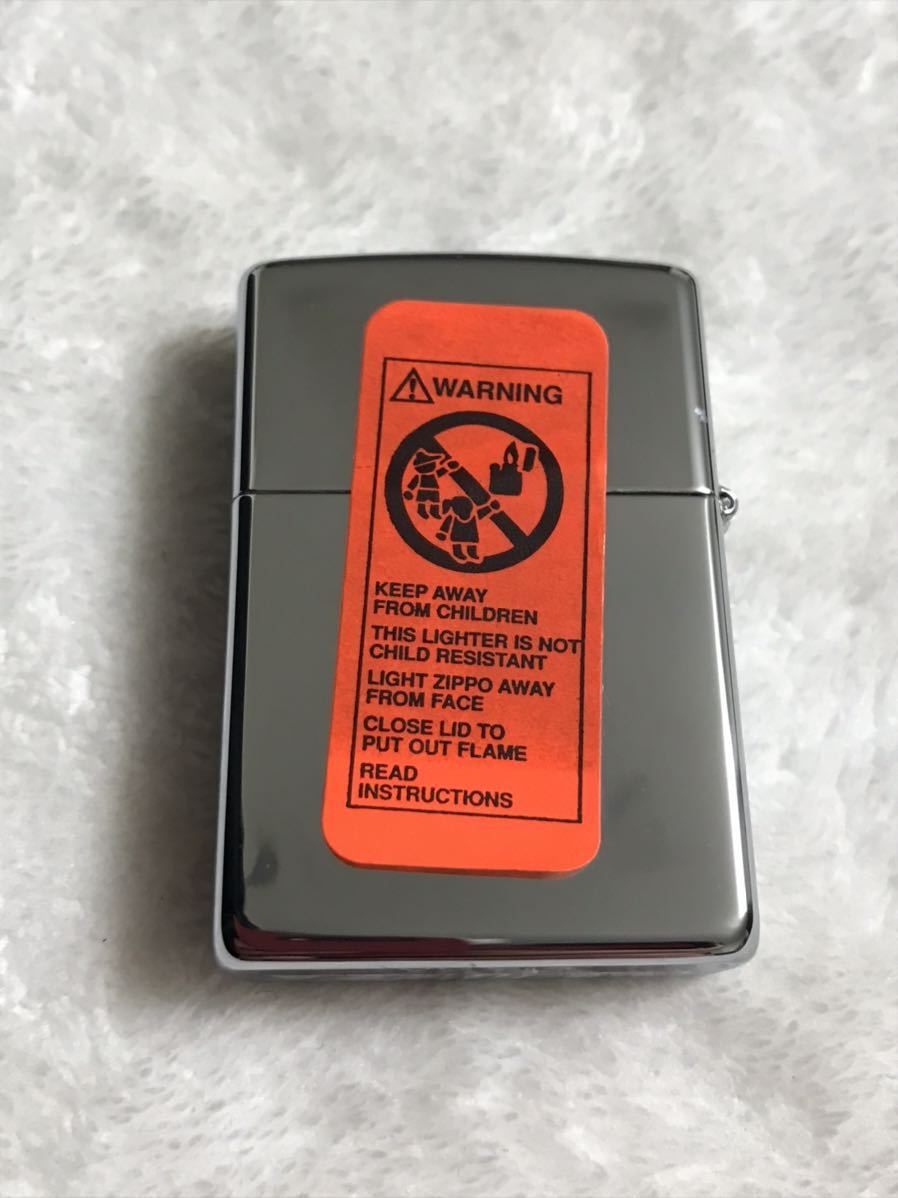 WARNING
KEEP AWAY
FROM CHILDREN
THIS LIGHTER IS NOT
CHILD RESISTANT
LIGHT ZIPPO AWAY
FROM FACE
CLOSE LID TO
PUT OUT FLAME
READ
INSTRUCTIONS